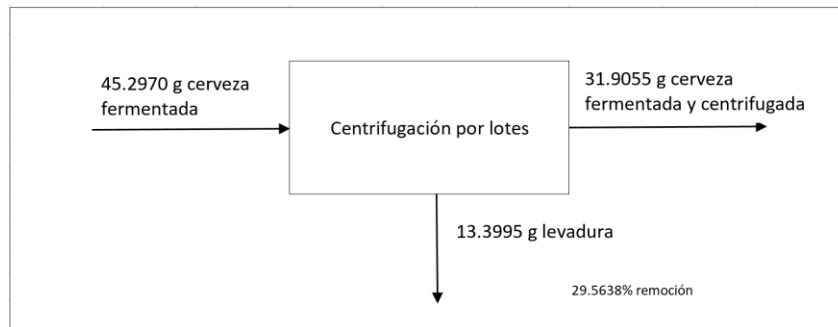 45.2970 g cerveza
fermentada
Centrifugación por lotes
31.9055 g cerveza
fermentada y centrifugada
13.3995 g levadura
29.5638% remoción